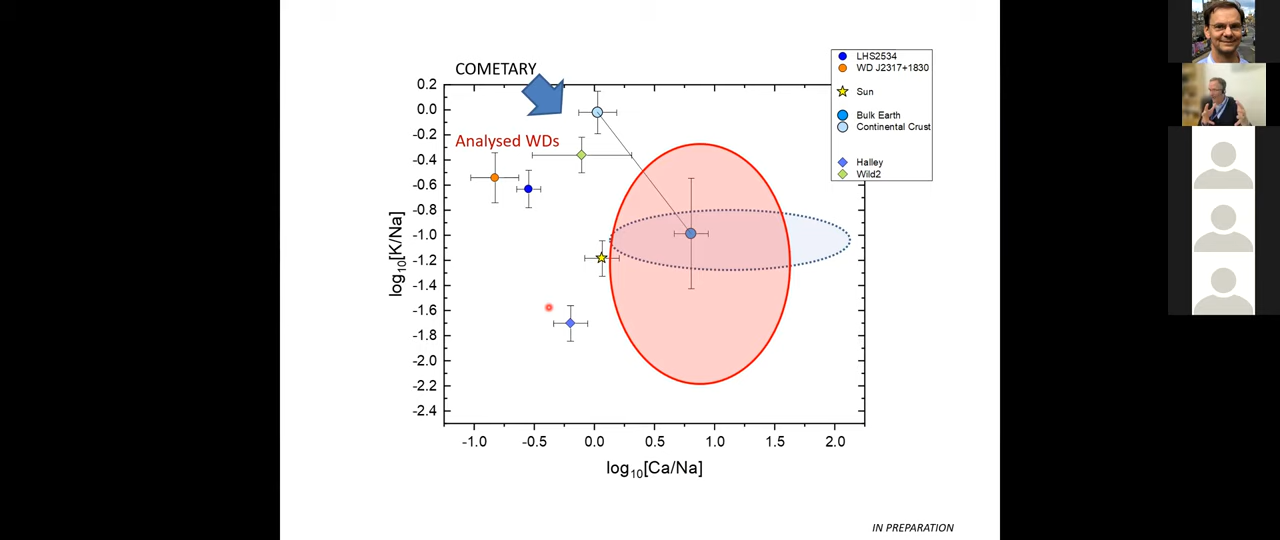 COMETARY
Analysed WDs
LHS2534
WD J2317+1830
Sun
Bulk Earth
Continental Crust
Halley
Wild2
0.2
0.0
-0.2
-0.4
-0.6
-0.8
-1.0
-1.2
-1.4
-1.6
-1.8
-2.0
-2.2
-2.4
log10[K/Na]
-1.0 -0.5 0.0 0.5 1.0 1.5 2.0
log10[Ca/Na]
IN PREPARATION